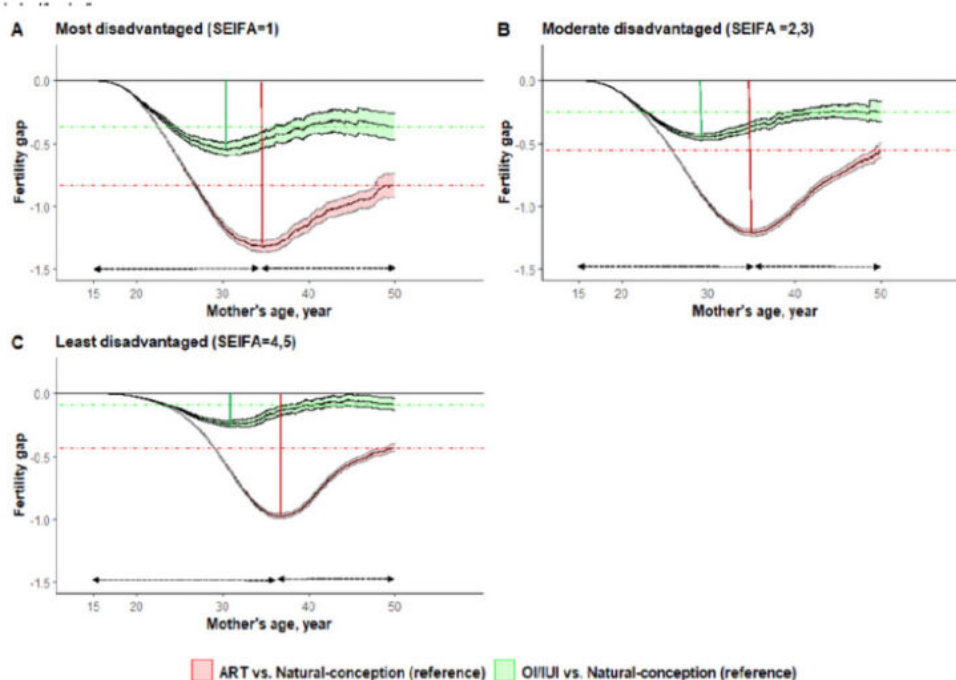 A Most disadvantaged (SEIFA=1)
0.0
-0.5
-1.0
-1.5
Fertility gap
15 20 30 40 50
Mother's age, year
B Moderate disadvantaged (SEIFA =2,3)
0.0
-0.5
-1.0
-1.5
Fertility gap
15 20 30 40 50
Mother's age, year
C Least disadvantaged (SEIFA=4,5)
0.0
-0.5
-1.0
-1.5
Fertility gap
15 20 30 40 50
Mother's age, year
ART vs. Natural-conception (reference) OI/IUI vs. Natural-conception (reference)